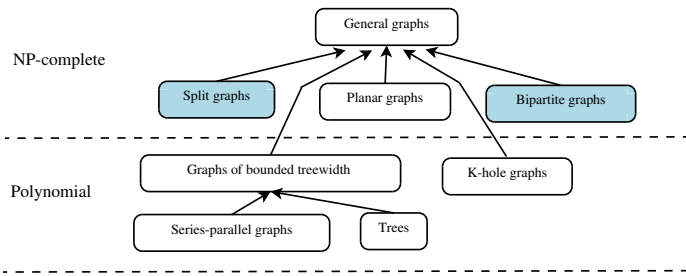 General graphs
NP-complete
Split graphs
Planar graphs
Bipartite graphs
Graphs of bounded treewidth
K-hole graphs
Polynomial
Series-parallel graphs
Trees